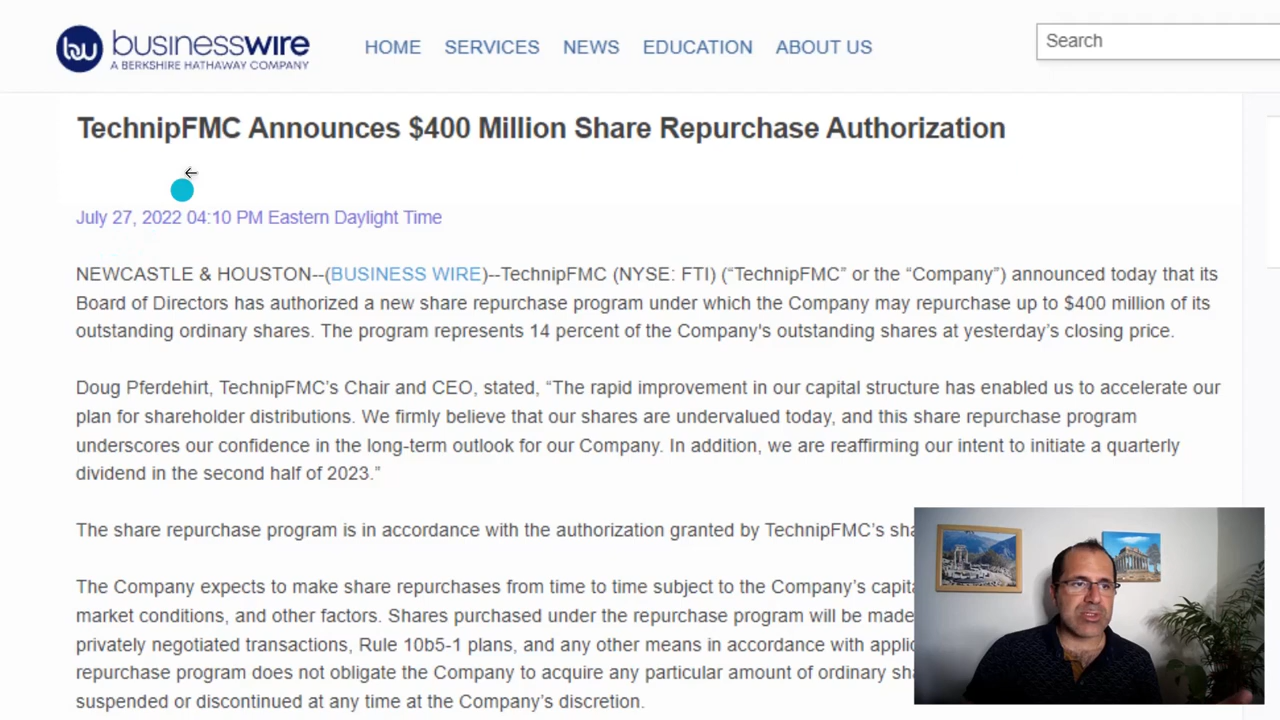 bw businesswire
A BERKSHIRE HATHAWAY COMPANY
HOME SERVICES NEWS EDUCATION ABOUT US
Search
TechnipFMC Announces $400 Million Share Repurchase Authorization
July 27, 2022 04:10 PM Eastern Daylight Time
NEWCASTLE & HOUSTON--(BUSINESS WIRE)--TechnipFMC (NYSE: FTI) (“TechnipFMC” or the “Company”) announced today that its
Board of Directors has authorized a new share repurchase program under which the Company may repurchase up to $400 million of its
outstanding ordinary shares. The program represents 14 percent of the Company's outstanding shares at yesterday’s closing price.
Doug Pferdehirt, TechnipFMC’s Chair and CEO, stated, “The rapid improvement in our capital structure has enabled us to accelerate our
plan for shareholder distributions. We firmly believe that our shares are undervalued today, and this share repurchase program
underscores our confidence in the long-term outlook for our Company. In addition, we are reaffirming our intent to initiate a quarterly
dividend in the second half of 2023.”
The share repurchase program is in accordance with the authorization granted by TechnipFMC’s sha
The Company expects to make share repurchases from time to time subject to the Company’s capita
market conditions, and other factors. Shares purchased under the repurchase program will be made
privately negotiated transactions, Rule 10b5-1 plans, and any other means in accordance with applic
repurchase program does not obligate the Company to acquire any particular amount of ordinary sha
suspended or discontinued at any time at the Company’s discretion.